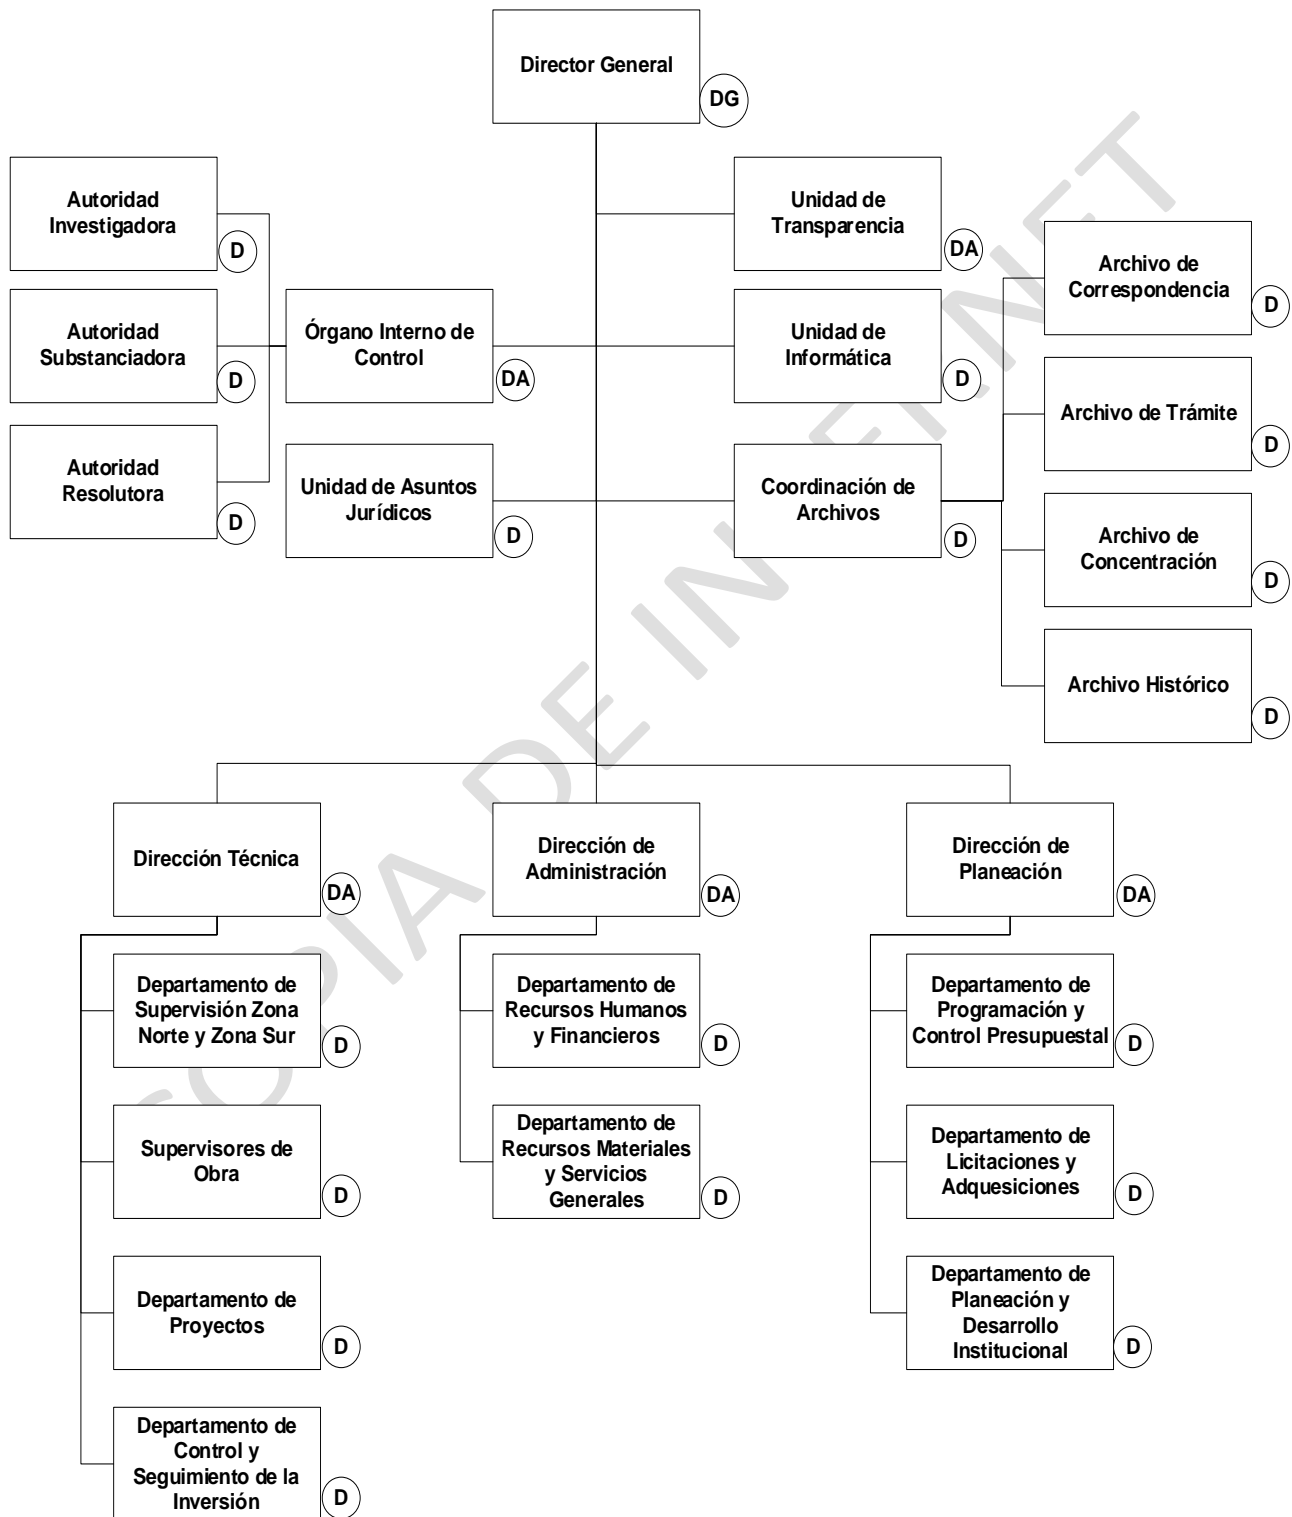 Director General
DG
Autoridad
Investigadora
D
Unidad de
Transparencia
DA
Archivo de
Correspondencia
D
Autoridad
Substanciadora
D
Órgano Interno de
Control
DA
Unidad de
Informática
D
Archivo de Trámite
D
Autoridad
Resolutora
D
Unidad de Asuntos
Jurídicos
D
Coordinación de
Archivos
D
Archivo de
Concentración
D
Archivo Histórico
D
Dirección Técnica
DA
Dirección de
Administración
DA
Dirección de
Planeación
DA
Departamento de
Supervisión Zona
Norte y Zona Sur
D
Departamento de
Recursos Humanos
y Financieros
D
Departamento de
Programación y
Control Presupuestal
D
Supervisores de
Obra
D
Departamento de
Recursos Materiales
y Servicios
Generales
D
Departamento de
Licitaciones y
Adquesiciones
D
Departamento de
Proyectos
D
Departamento de
Planeación y
Desarrollo
Institucional
D
Departamento de
Control y
Seguimiento de la
Inversión
D
COPIA DE INTERNET